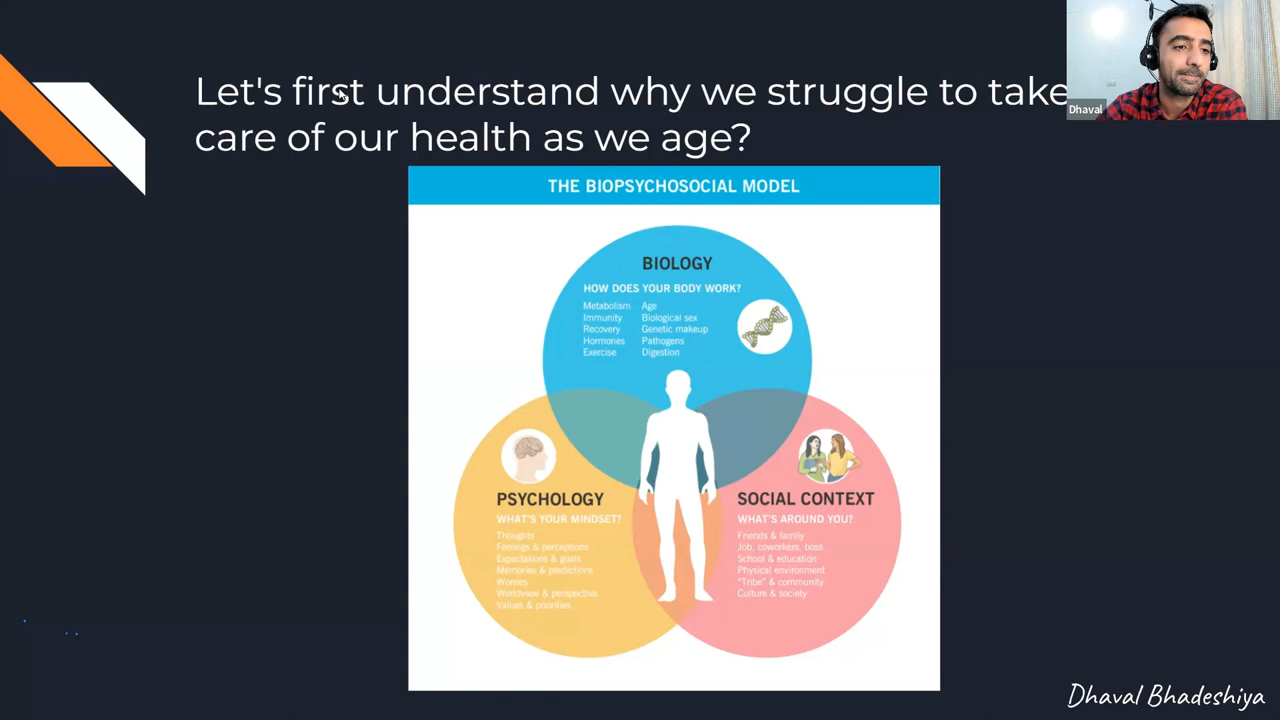 Let's first understand why we struggle to take
care of our health as we age?
Dhaval
THE BIOPSYCHOSOCIAL MODEL
BIOLOGY
HOW DOES YOUR BODY WORK?
Metabolism Age
Immunity Biological sex
Recovery Genetic makeup
Hormones Pathogens
Exercise Digestion
PSYCHOLOGY
WHAT'S YOUR MINDSET?
Thoughts
Feelings & perceptions
Expectations & goals
Memories & predictions
Worries
Worldview & perspective
Values & priorities
SOCIAL CONTEXT
WHAT'S AROUND YOU?
Friends & family
Job, coworkers, boss
School & education
Physical environment
"Tribe" & community
Culture & society
Dhaval Bhadeshiya